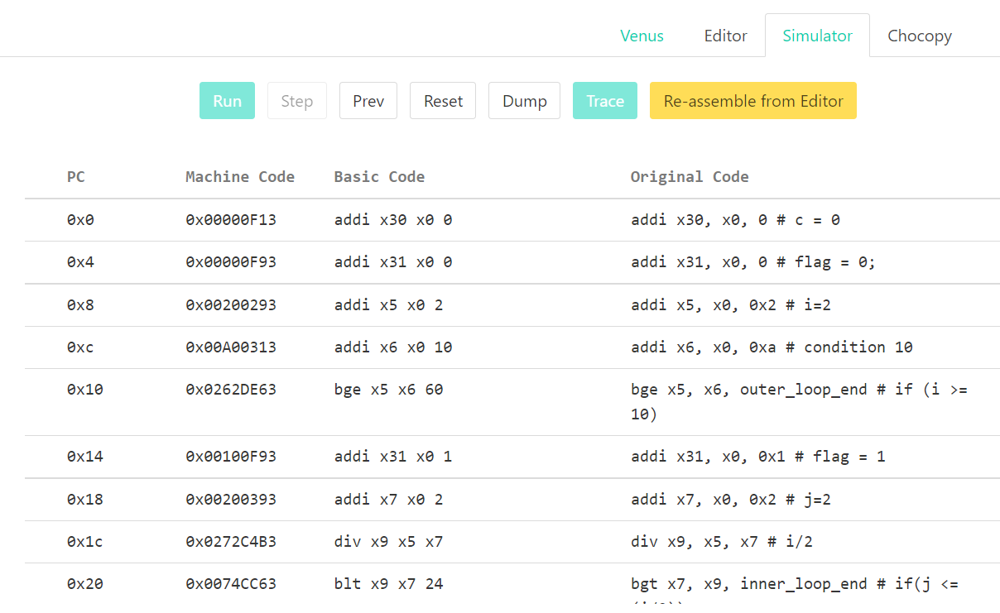 Venus Editor Simulator Chocopy
Run Step Prev Reset Dump Trace Re-assemble from Editor
PC Machine Code Basic Code Original Code
0x0 0x00000F13 addi x30 x0 0 addi x30, x0, 0 # c = 0
0x4 0x00000F93 addi x31 x0 0 addi x31, x0, 0 # flag = 0;
0x8 0x00200293 addi x5 x0 2 addi x5, x0, 0x2 # i=2
0xc 0x00A00313 addi x6 x0 10 addi x6, x0, 0xa # condition 10
0x10 0x0262DE63 bge x5 x6 60 bge x5, x6, outer_loop_end # if (i >=
10)
0x14 0x00100F93 addi x31 x0 1 addi x31, x0, 0x1 # flag = 1
0x18 0x00200393 addi x7 x0 2 addi x7, x0, 0x2 # j=2
0x1c 0x0272C4B3 div x9 x5 x7 div x9, x5, x7 # i/2
0x20 0x0074CC63 blt x9 x7 24 bgt x7, x9, inner_loop_end # if(j <=